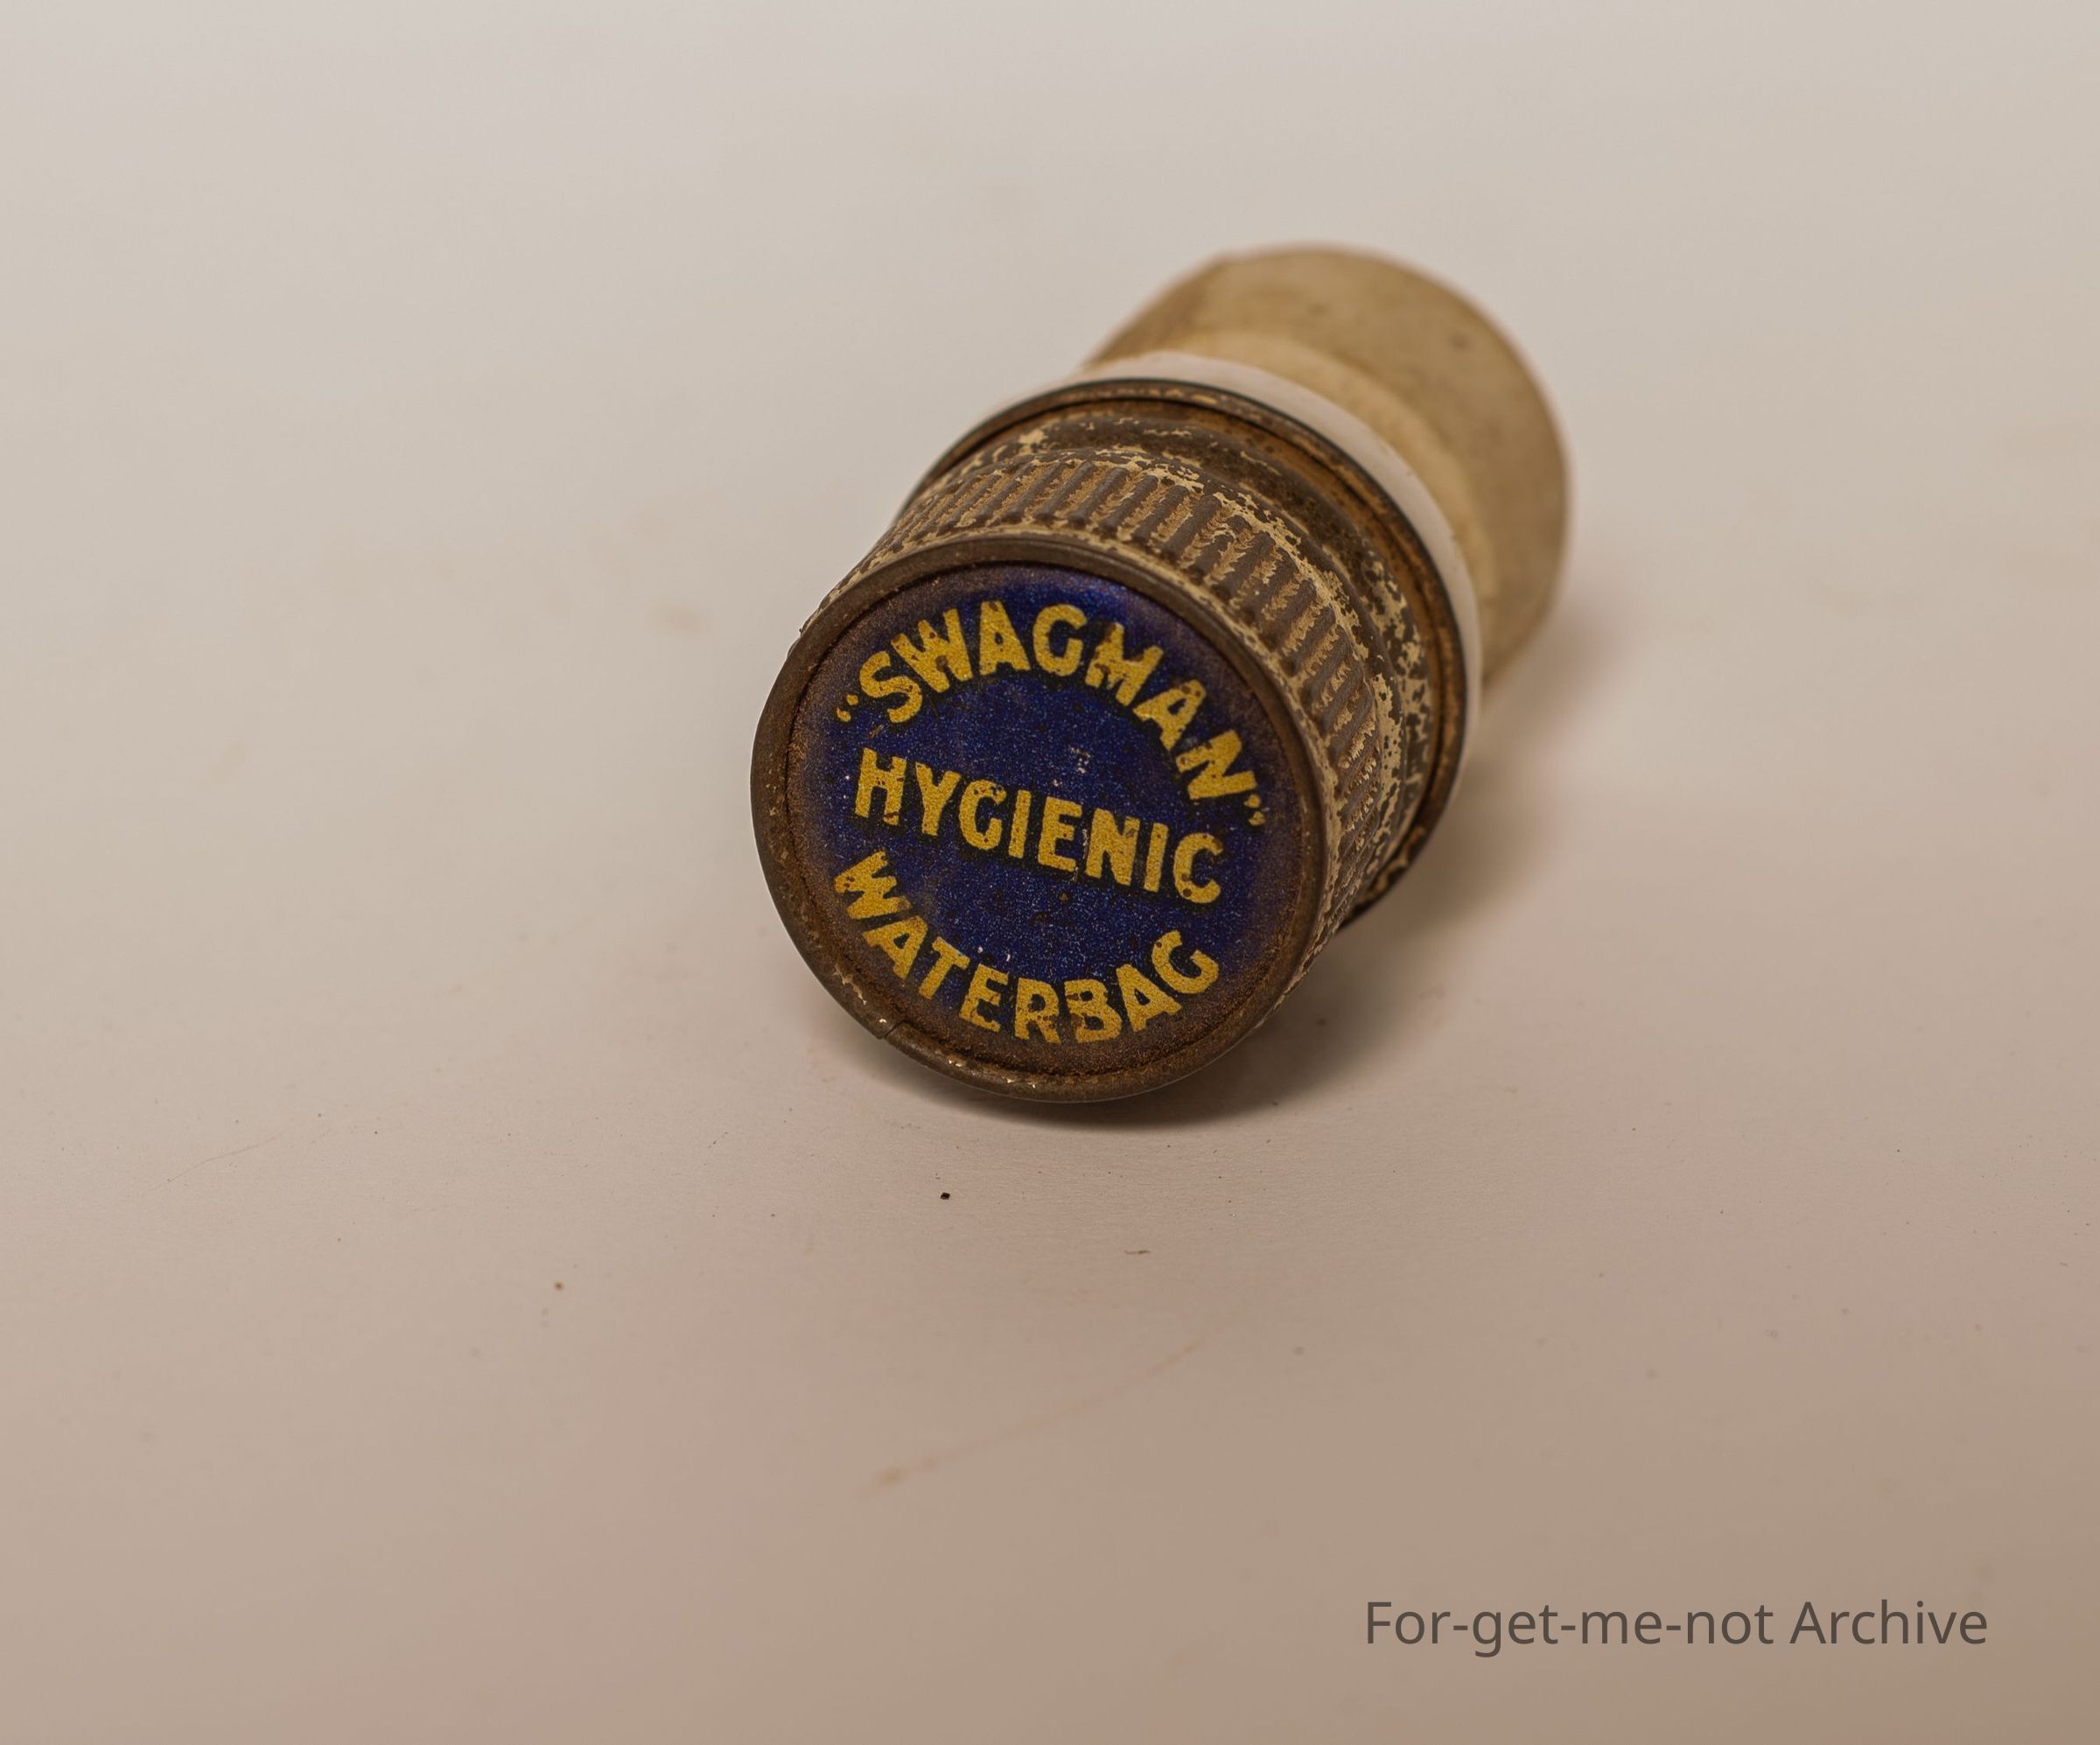 "SWAGMAN"
HYGIENIC
WATERBAG
For-get-me-not Archive